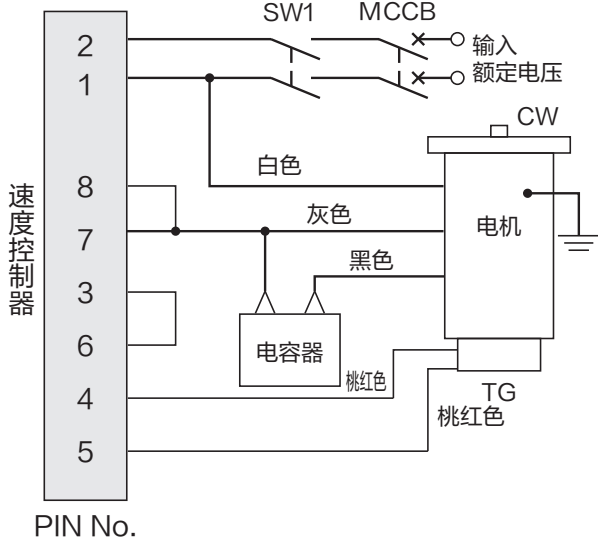 SW1
MCCB
2
输入
额定电压
1
CW
白色
8
灰色
电机
速度控制器
7
黑色
3
电容器
6
桃红色
4
TG
桃红色
5
PIN No.